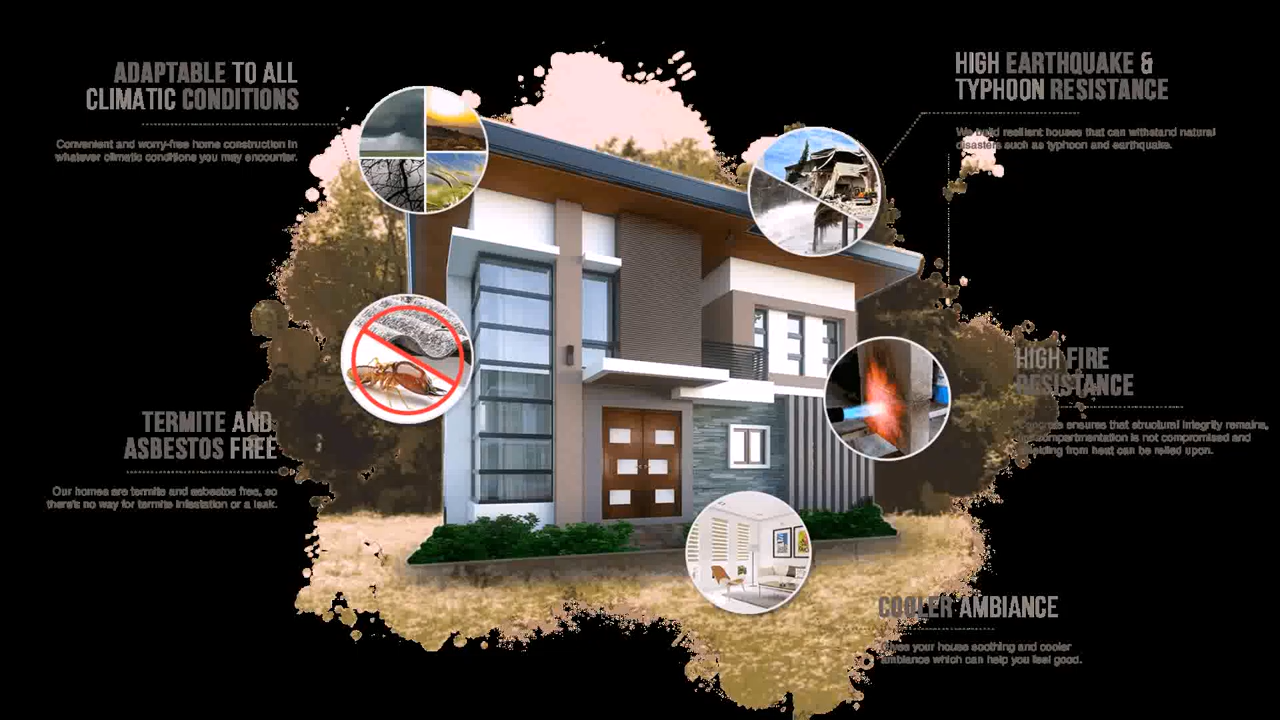 ADAPTABLE TO ALL
CLIMATIC CONDITIONS
Convenient and worry-free home construction in
whatever climatic conditions you may encounter.
HIGH EARTHQUAKE &
TYPHOON RESISTANCE
We build resilient houses that can withstand natural
disasters such as typhoon and earthquake.
TERMITE AND
ASBESTOS FREE
Our homes are termite and asbestos free, so
there's no way for termite infestation or a leak.
HIGH FIRE
RESISTANCE
Concrete ensures that structural integrity remains,
compartmentation is not compromised and
shielding from heat can be relied upon.
COOLER AMBIANCE
Gives your house soothing and cooler
ambiance which can help you feel good.